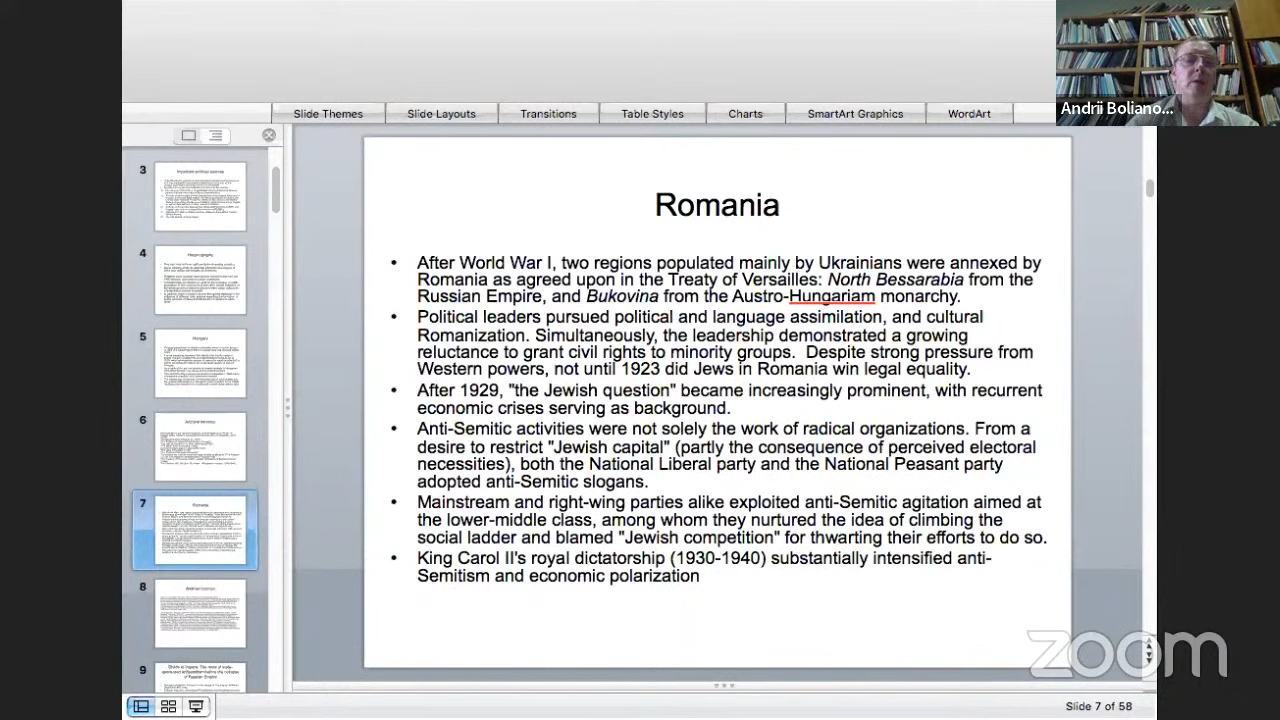 Slide Themes
Slide Layouts
Transitions
Table Styles
Charts
SmartArt Graphics
WordArt
Andrii Boliano...
3
4
5
6
7
8
9
Romania
• After World War I, two regions populated mainly by Ukrainians were annexed by
Romania as agreed upon in the Treaty of Versailles: North Bessarabia from the
Russian Empire, and Bukovina from the Austro-Hungariam monarchy.
• Political leaders pursued political and language assimilation, and cultural
Romanization. Simultaneously, the leadership demonstrated a growing
reluctance to grant civil rights to minority groups. Despite strong pressure from
Western powers, not until 1923 did Jews in Romania win legal equality.
• After 1929, "the Jewish question" became increasingly prominent, with recurrent
economic crises serving as background.
• Anti-Semitic activities were not solely the work of radical organizations. From a
desire to restrict "Jewish capital" (partly the consequence of perceived electoral
necessities), both the National Liberal party and the National Peasant party
adopted anti-Semitic slogans.
• Mainstream and right-wing parties alike exploited anti-Semitic agitation aimed at
the lower-middle class, among whom they nurtured the idea of climbing the
social ladder and blamed "Jewish competition" for thwarting their efforts to do so.
• King Carol II's royal dictatorship (1930-1940) substantially intensified anti-
Semitism and economic polarization
zoom
Slide 7 of 58